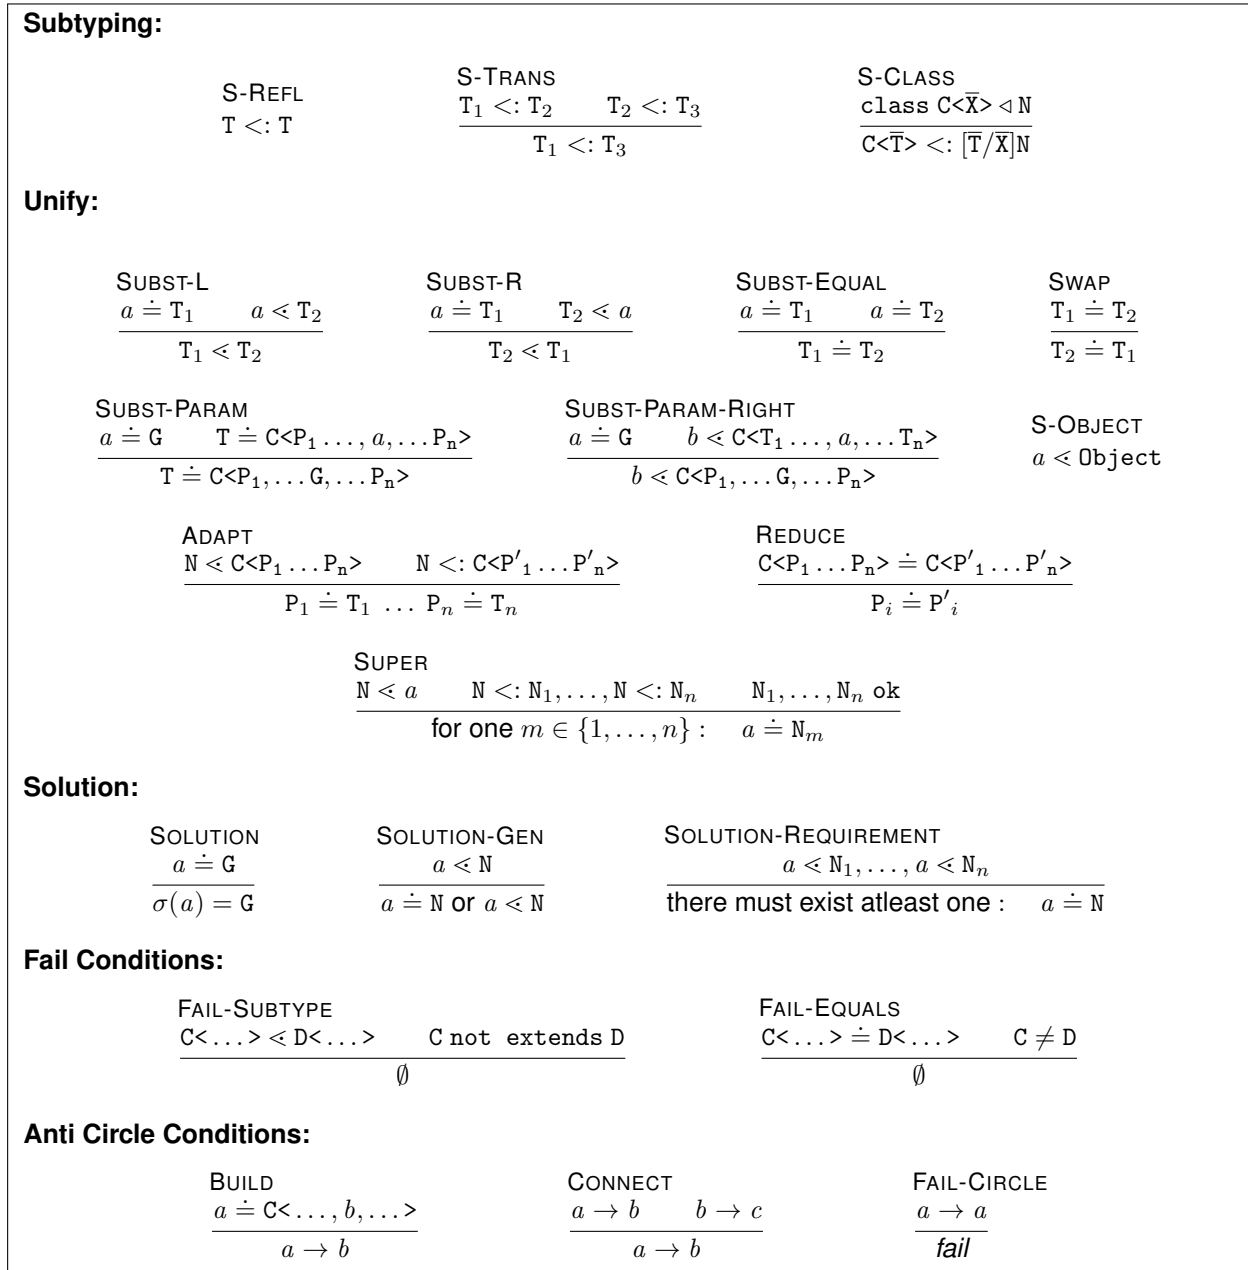 Subtyping:
S-REFL
T <: T
S-TRANS
T₁ <: T₂ T₂ <: T₃
T₁ <: T₃
S-CLASS
class C<X̅> ◁ N
C<T̅> <: [T̅/X̅]N
Unify:
SUBST-L
a ≐ T₁ a ⋖ T₂
T₁ ⋖ T₂
SUBST-R
a ≐ T₁ T₂ ⋖ a
T₂ ⋖ T₁
SUBST-EQUAL
a ≐ T₁ a ≐ T₂
T₁ ≐ T₂
SWAP
T₁ ≐ T₂
T₂ ≐ T₁
SUBST-PARAM
a ≐ G T ≐ C<P₁ ..., a, ... Pₙ>
T ≐ C<P₁, ... G, ... Pₙ>
SUBST-PARAM-RIGHT
a ≐ G b ⋖ C<T₁ ..., a, ... Tₙ>
b ⋖ C<P₁, ... G, ... Pₙ>
S-OBJECT
a ⋖ Object
ADAPT
N ⋖ C<P₁ ... Pₙ> N <: C<P'₁ ... P'ₙ>
P₁ ≐ T₁ ... Pₙ ≐ Tₙ
REDUCE
C<P₁ ... Pₙ> ≐ C<P'₁ ... P'ₙ>
Pᵢ ≐ P'ᵢ
SUPER
N ⋖ a N <: N₁, ..., N <: Nₙ N₁, ..., Nₙ ok
for one m ∈ {1, ..., n} : a ≐ Nₘ
Solution:
SOLUTION
a ≐ G
σ(a) = G
SOLUTION-GEN
a ⋖ N
a ≐ N or a ⋖ N
SOLUTION-REQUIREMENT
a ⋖ N₁, ..., a ⋖ Nₙ
there must exist atleast one : a ≐ N
Fail Conditions:
FAIL-SUBTYPE
C<...> ⋖ D<...> C not extends D
∅
FAIL-EQUALS
C<...> ≐ D<...> C ≠ D
∅
Anti Circle Conditions:
BUILD
a ≐ C<..., b, ...>
a → b
CONNECT
a → b b → c
a → b
FAIL-CIRCLE
a → a
fail